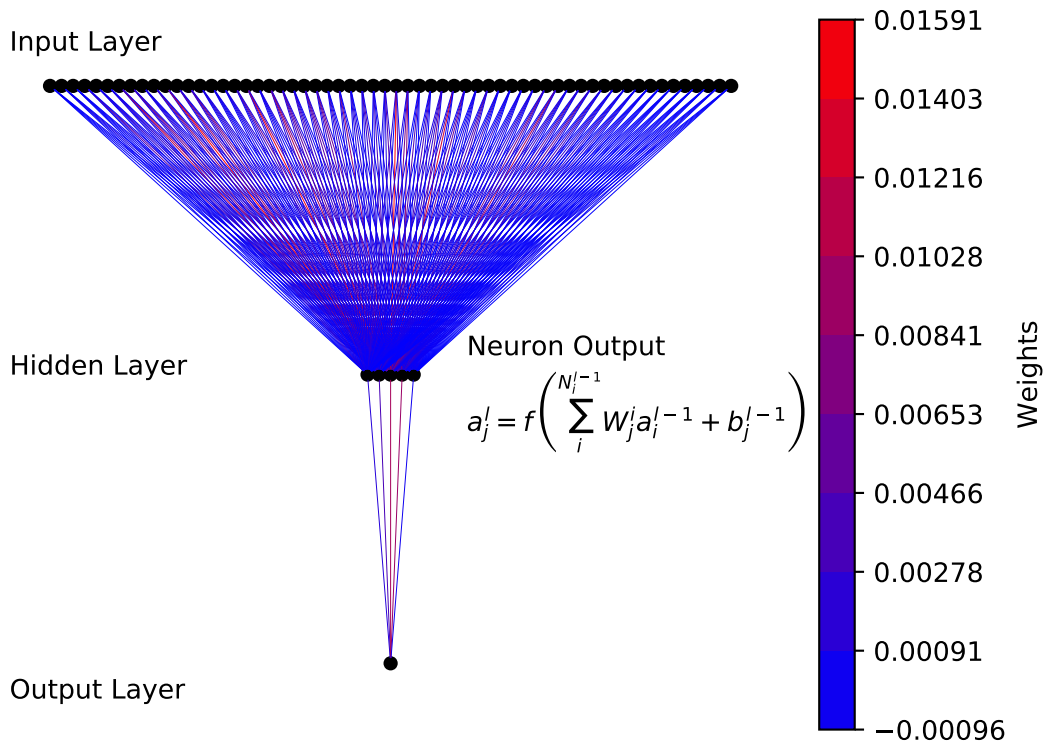 Input Layer
Hidden Layer
Neuron Output
$a_j^l = f\left(\sum_i^{N_i^{l-1}} W_j^i a_i^{l-1} + b_j^{l-1}\right)$
Output Layer
0.01591
0.01403
0.01216
0.01028
0.00841
0.00653
0.00466
0.00278
0.00091
−0.00096
Weights